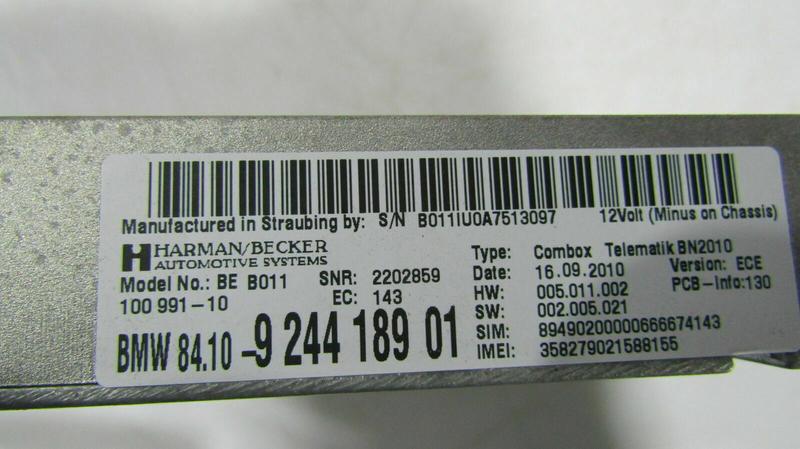 Manufactured in Straubing by: S/N B011IU0A7513097 12Volt (Minus on Chassis)
HARMAN/BECKER
AUTOMOTIVE SYSTEMS
Model No.: BE B011 SNR: 2202859
100 991-10 EC: 143
BMW 84.10 -9 244 189 01
Type: Combox Telematik BN2010
Date: 16.09.2010 Version: ECE
HW: 005.011.002 PCB-Info:130
SW: 002.005.021
SIM: 89490200000666674143
IMEI: 358279021588155